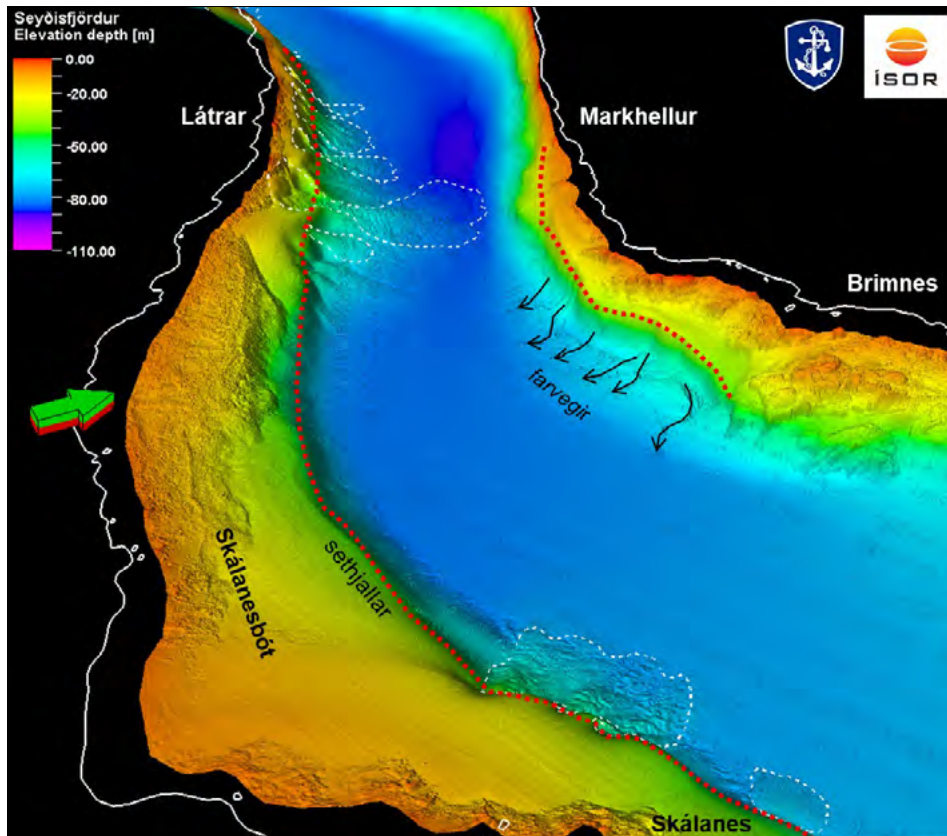 Seyðisfjördur
Elevation depth [m]
0.00
-20.00
-50.00
-80.00
-110.00
ÍSOR
Látrar
Markhellur
Brimnes
farvegir
Skálanesbót
sethjallar
Skálanes